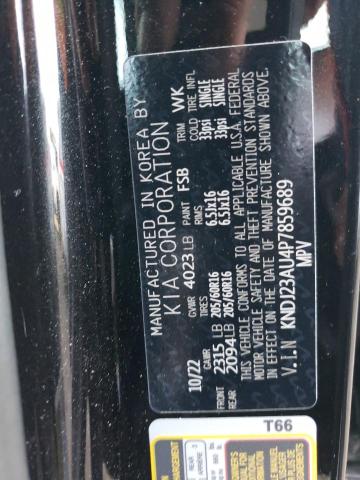 MANUFACTURED IN KOREA BY
KIA CORPORATION
10/22 GVWR 4023 LB PAINT FSB TRIM WK
GAWR TIRES RIMS COLD TIRE INFL
FRONT 2315 LB 205/60R16 6.5Jx16 33psi SINGLE
REAR 2094 LB 205/60R16 6.5Jx16 33psi SINGLE
THIS VEHICLE CONFORMS TO ALL APPLICABLE U.S.A. FEDERAL
MOTOR VEHICLE SAFETY AND THEFT PREVENTION STANDARDS
IN EFFECT ON THE DATE OF MANUFACTURE SHOWN ABOVE.
V.I.N KNDJ23AU4P7859689
MPV
T66
ARRIÈRE